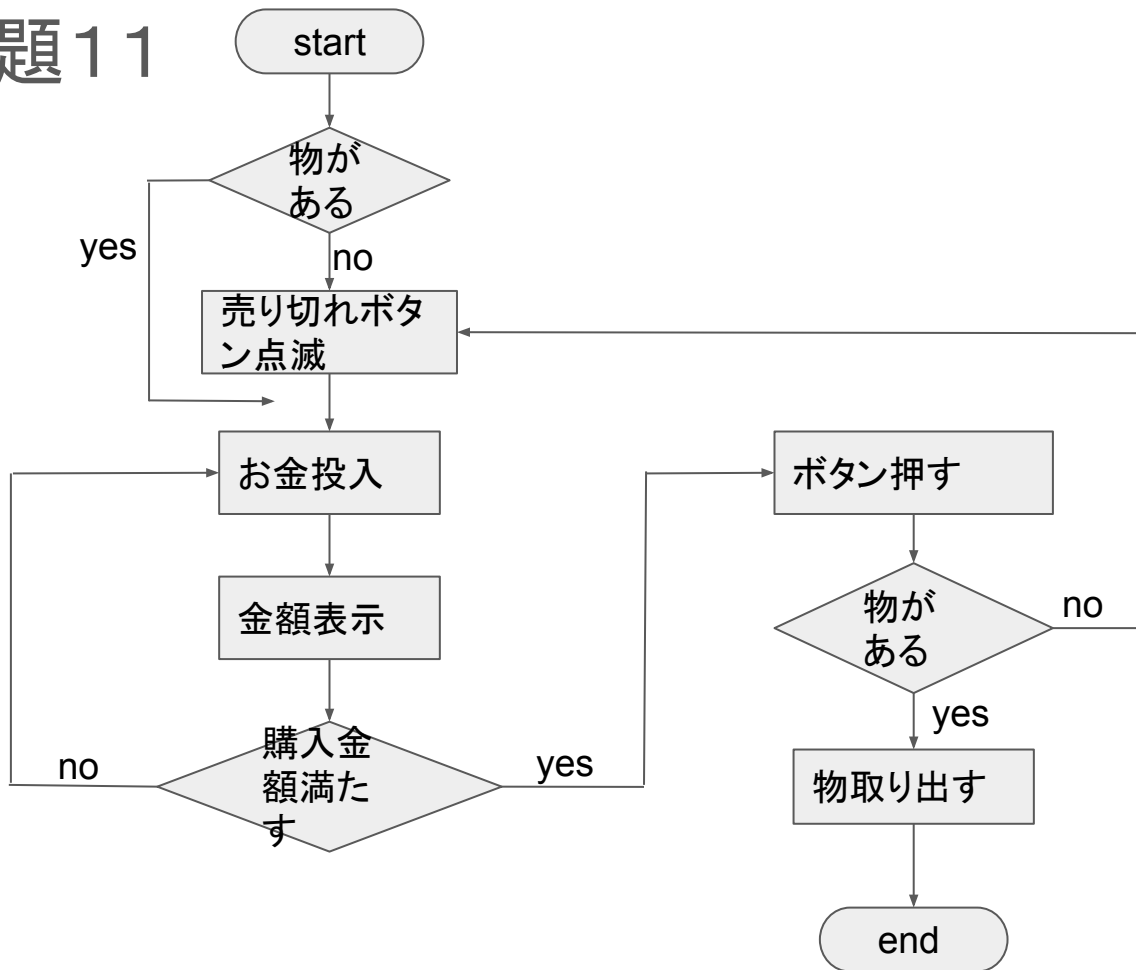 題１１
start
物が
ある
yes
no
売り切れボタ
ン点滅
お金投入
金額表示
購入金
額満た
す
no
yes
ボタン押す
物が
ある
no
yes
物取り出す
end